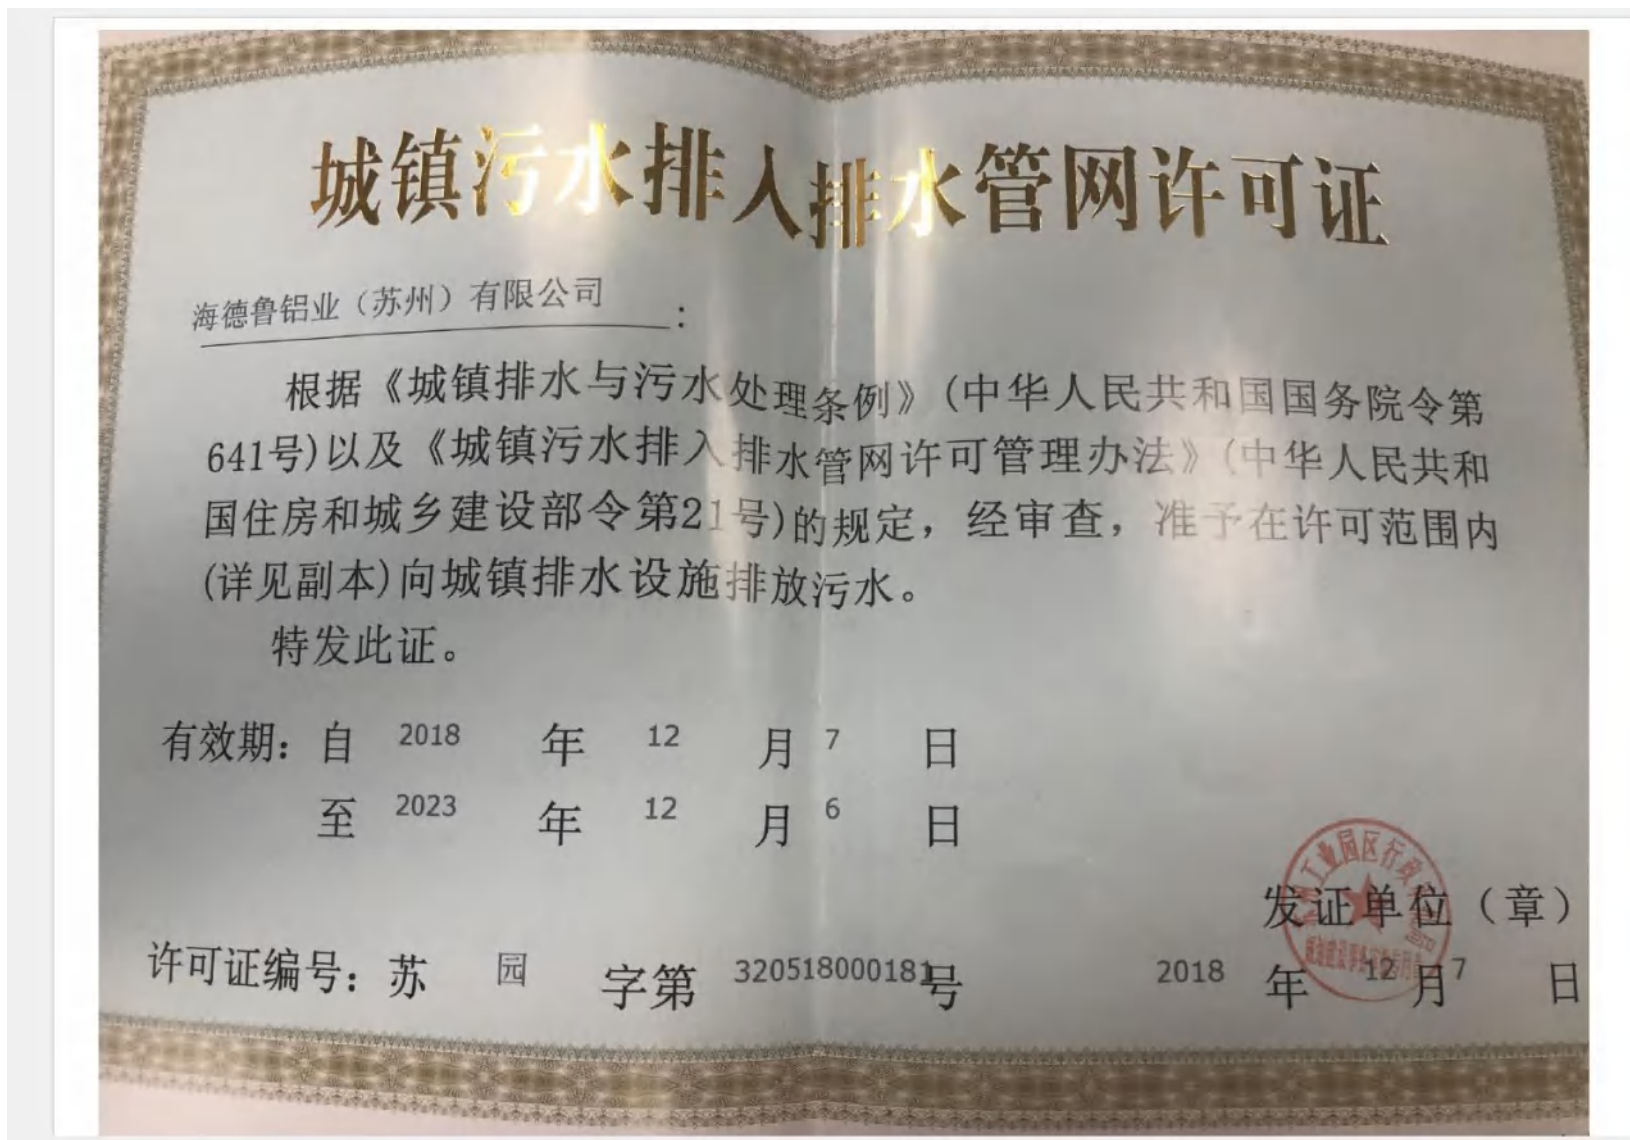 城镇污水排入排水管网许可证
海德鲁铝业（苏州）有限公司：
根据《城镇排水与污水处理条例》(中华人民共和国国务院令第
641号)以及《城镇污水排入排水管网许可管理办法》(中华人民共和
国住房和城乡建设部令第21号)的规定，经审查，准予在许可范围内
(详见副本)向城镇排水设施排放污水。
特发此证。
有效期：自 2018 年 12 月 7 日
至 2023 年 12 月 6 日
工业园区行政
发证单位（章）
许可证编号：苏 园 字第 320518000181号
2018 年 12 月 7 日